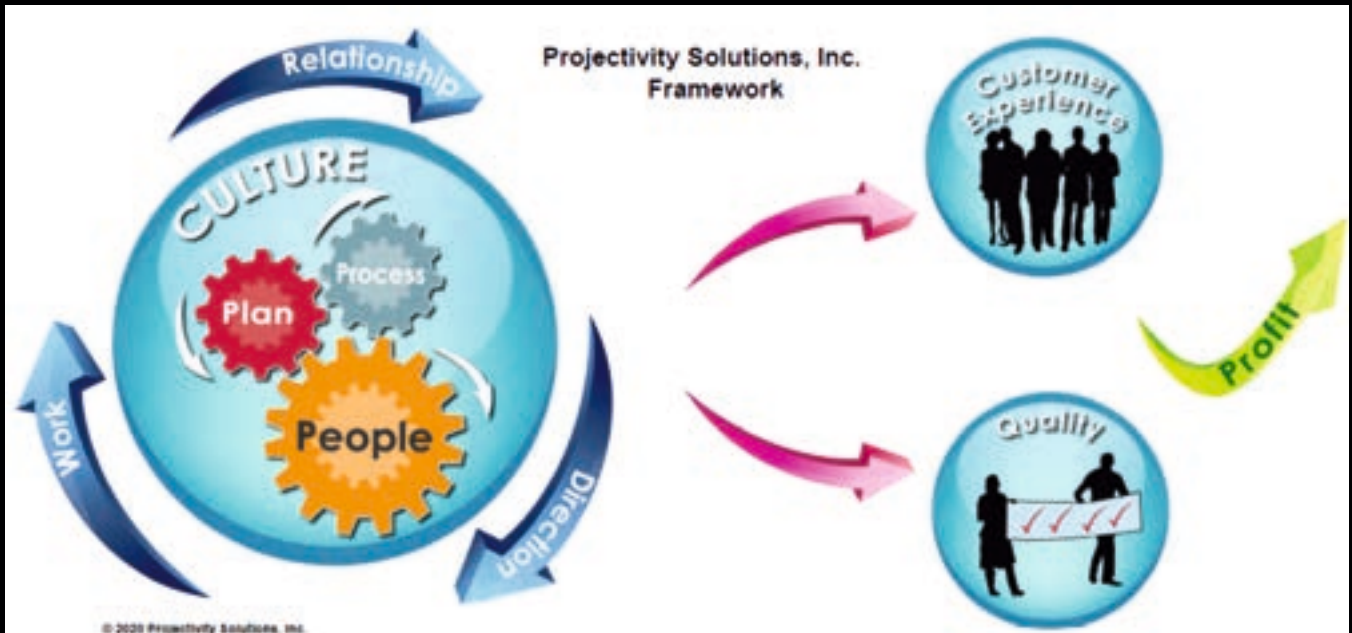 Projectivity Solutions, Inc.
Framework
Relationship
CULTURE
Process
Plan
People
Work
Direction
Customer
Experience
Quality
Profit
© 2020 Projectivity Solutions, Inc.